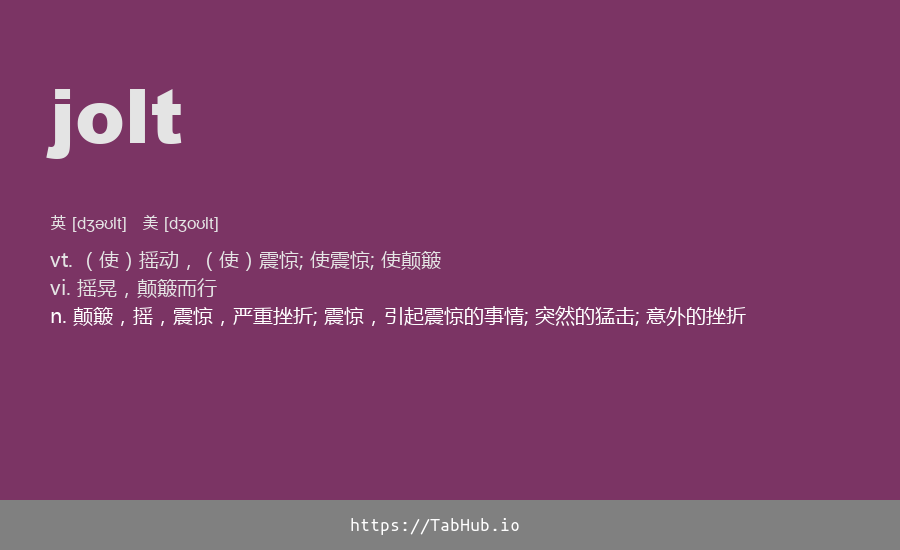 jolt
英 [dʒəʊlt] 美 [dʒoʊlt]
vt. （使）摇动，（使）震惊; 使震惊; 使颠簸
vi. 摇晃，颠簸而行
n. 颠簸，摇，震惊，严重挫折; 震惊，引起震惊的事情; 突然的猛击; 意外的挫折
https://TabHub.io